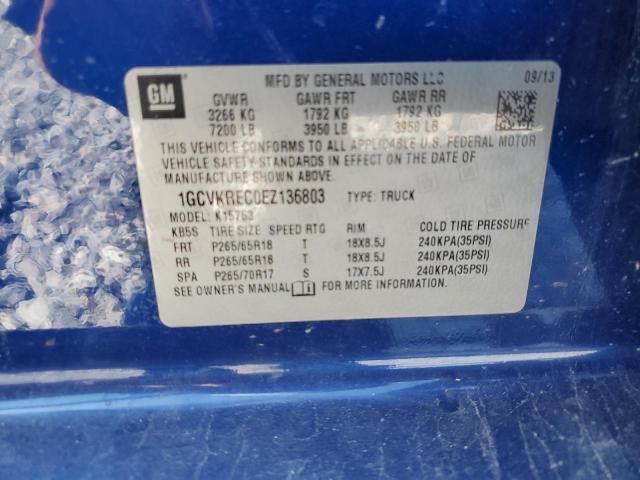 GM
MFD BY GENERAL MOTORS LLC 09/13
GVWR GAWR FRT GAWR RR
3266 KG 1792 KG 1792 KG
7200 LB 3950 LB 3950 LB
THIS VEHICLE CONFORMS TO ALL APPLICABLE U.S. FEDERAL MOTOR
VEHICLE SAFETY STANDARDS IN EFFECT ON THE DATE OF
MANUFACTURE SHOWN ABOVE.
1GCVKREC0EZ136803 TYPE: TRUCK
MODEL: K15753
KB5S TIRE SIZE SPEED RTG RIM COLD TIRE PRESSURE
FRT P265/65R18 T 18X8.5J 240KPA(35PSI)
RR P265/65R18 T 18X8.5J 240KPA(35PSI)
SPA P265/70R17 S 17X7.5J 240KPA(35PSI)
SEE OWNER'S MANUAL FOR MORE INFORMATION.